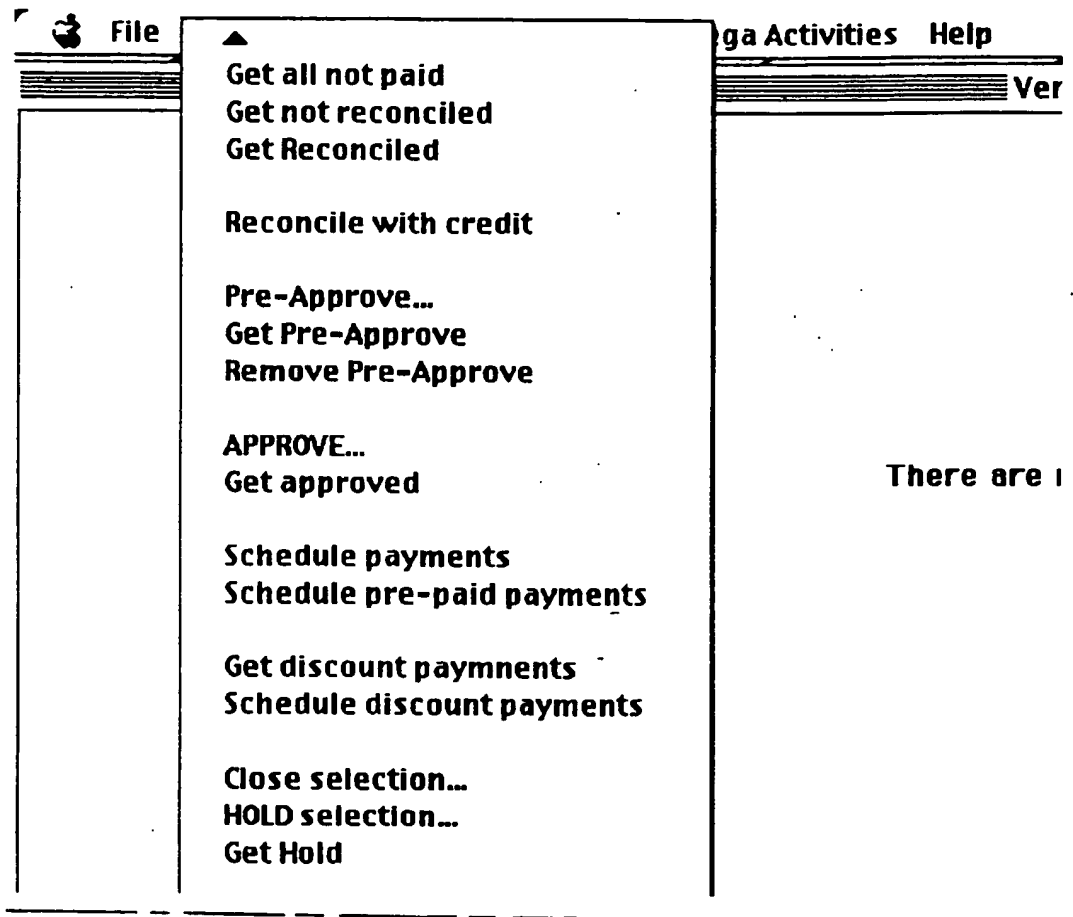 File ga Activities Help
Ver
Get all not paid
Get not reconciled
Get Reconciled
Reconcile with credit
Pre-Approve...
Get Pre-Approve
Remove Pre-Approve
APPROVE...
Get approved
There are
Schedule payments
Schedule pre-paid payments
Get discount paymnents
Schedule discount payments
Close selection...
HOLD selection...
Get Hold